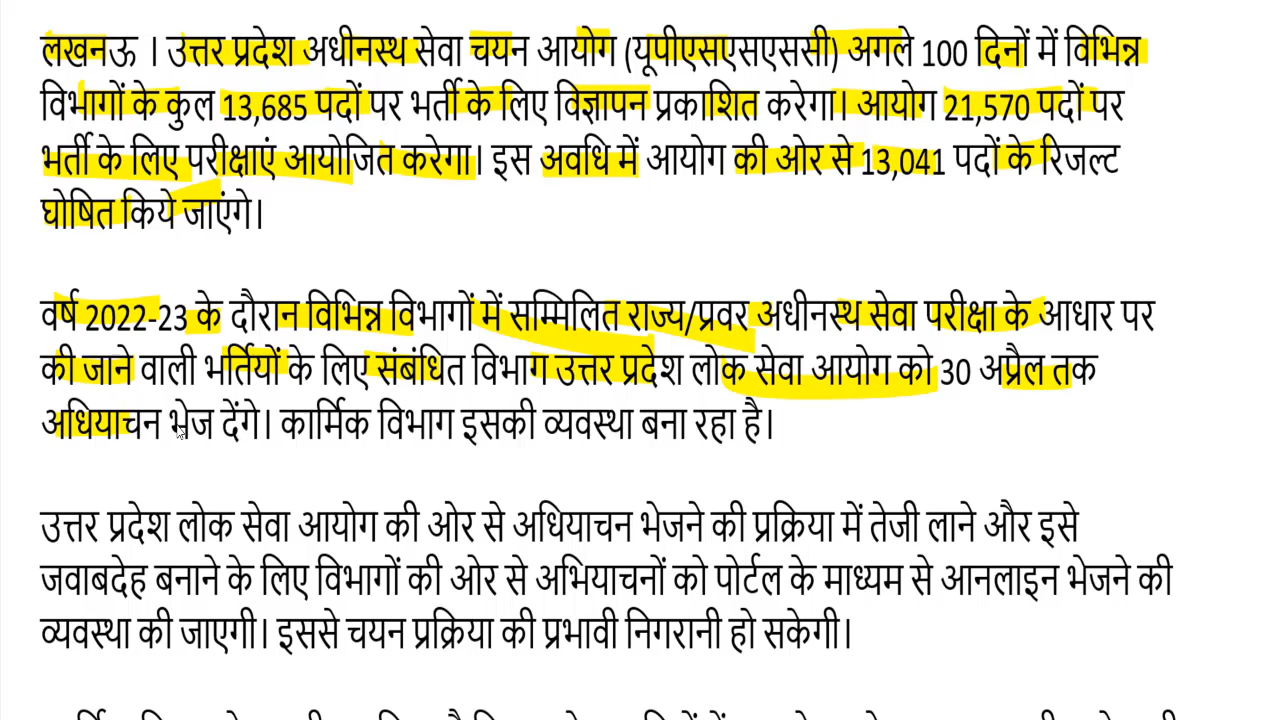 लखनऊ । उत्तर प्रदेश अधीनस्थ सेवा चयन आयोग (यूपीएसएसएससी) अगले 100 दिनों में विभिन्न
विभागों के कुल 13,685 पदों पर भर्ती के लिए विज्ञापन प्रकाशित करेगा। आयोग 21,570 पदों पर
भर्ती के लिए परीक्षाएं आयोजित करेगा। इस अवधि में आयोग की ओर से 13,041 पदों के रिजल्ट
घोषित किये जाएंगे।
वर्ष 2022-23 के दौरान विभिन्न विभागों में सम्मिलित राज्य/प्रवर अधीनस्थ सेवा परीक्षा के आधार पर
की जाने वाली भर्तियों के लिए संबंधित विभाग उत्तर प्रदेश लोक सेवा आयोग को 30 अप्रैल तक
अधियाचन भेज देंगे। कार्मिक विभाग इसकी व्यवस्था बना रहा है।
उत्तर प्रदेश लोक सेवा आयोग की ओर से अधियाचन भेजने की प्रक्रिया में तेजी लाने और इसे
जवाबदेह बनाने के लिए विभागों की ओर से अभियाचनों को पोर्टल के माध्यम से आनलाइन भेजने की
व्यवस्था की जाएगी। इससे चयन प्रक्रिया की प्रभावी निगरानी हो सकेगी।